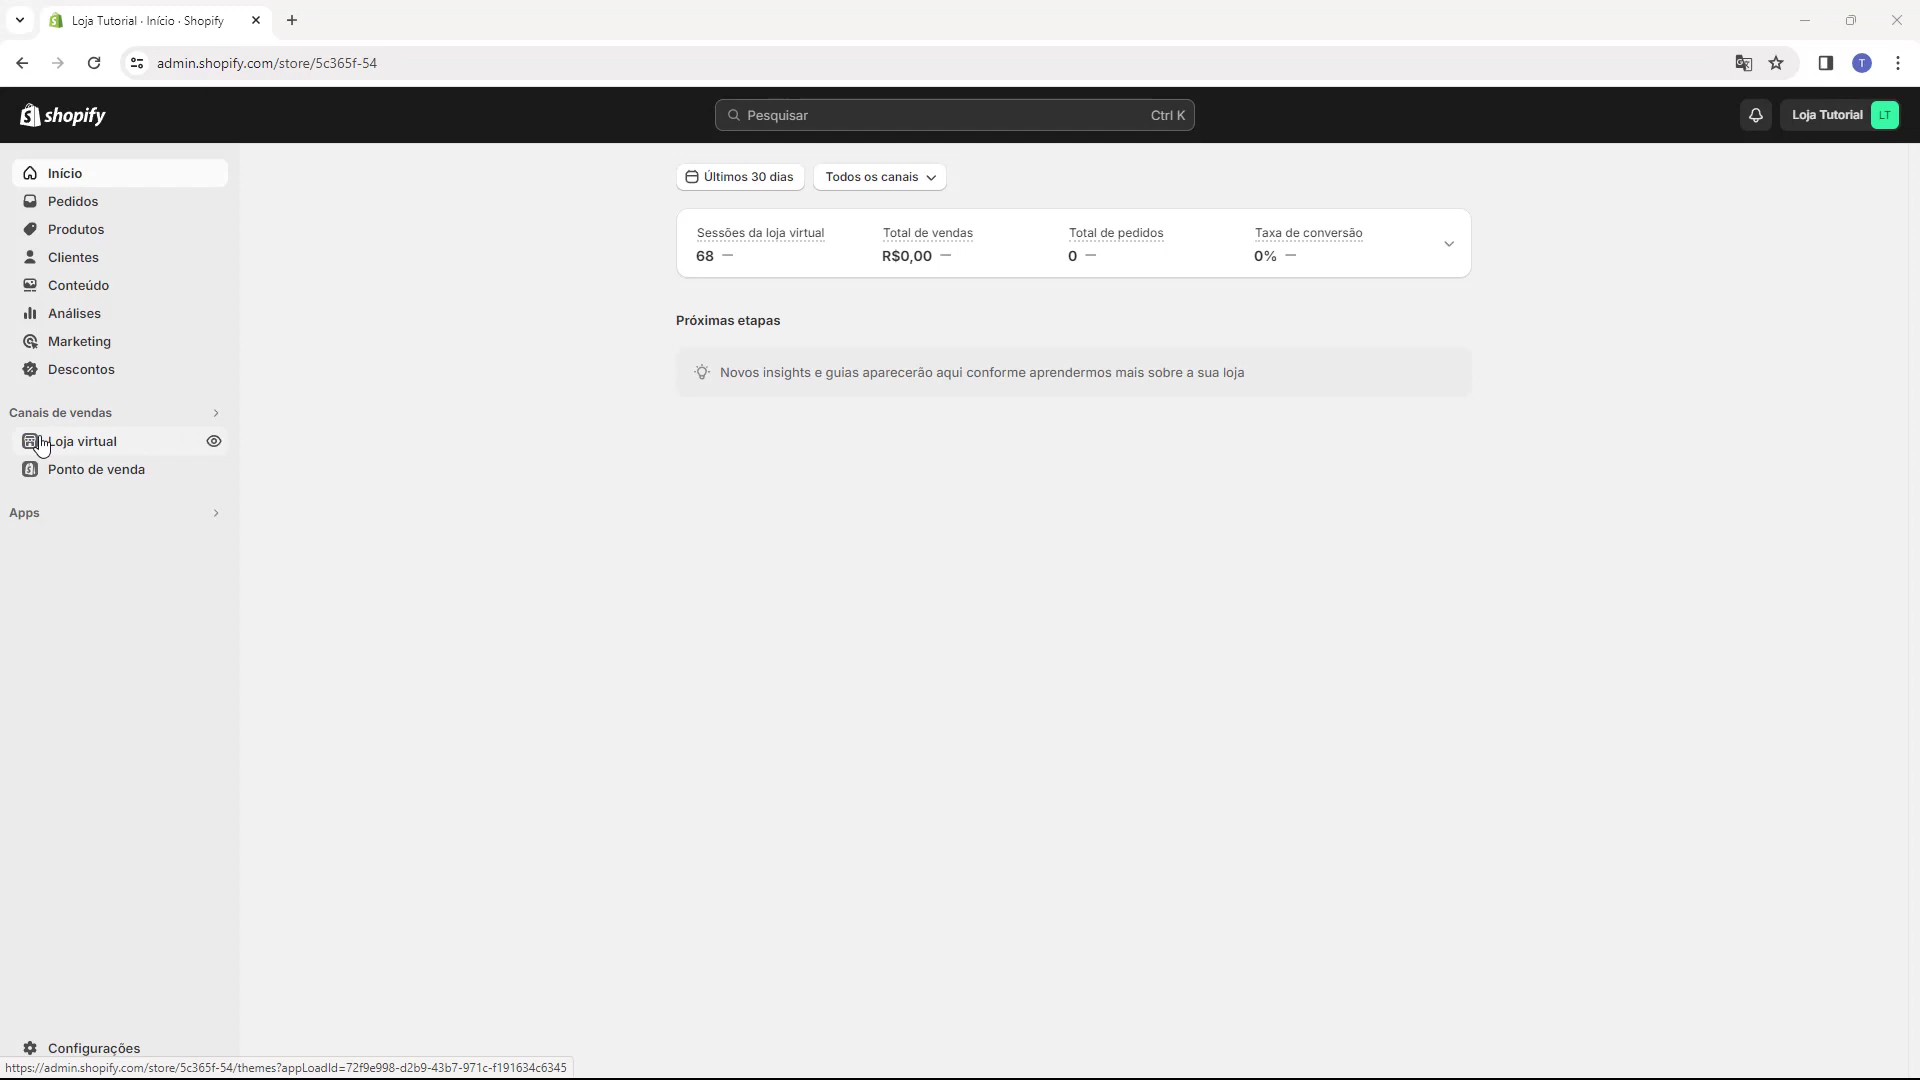 Loja Tutorial · Início · Shopify
admin.shopify.com/store/5c365f-54
T
shopify
Pesquisar
Ctrl K
Loja Tutorial
LT
Início
Pedidos
Produtos
Clientes
Conteúdo
Análises
Marketing
Descontos
Canais de vendas
Loja virtual
Ponto de venda
Apps
Configurações
Últimos 30 dias
Todos os canais
Sessões da loja virtual
68 —
Total de vendas
R$0,00 —
Total de pedidos
0 —
Taxa de conversão
0% —
Próximas etapas
Novos insights e guias aparecerão aqui conforme aprendermos mais sobre a sua loja
https://admin.shopify.com/store/5c365f-54/themes?appLoadId=72f9e998-d2b9-43b7-971c-f191634c6345